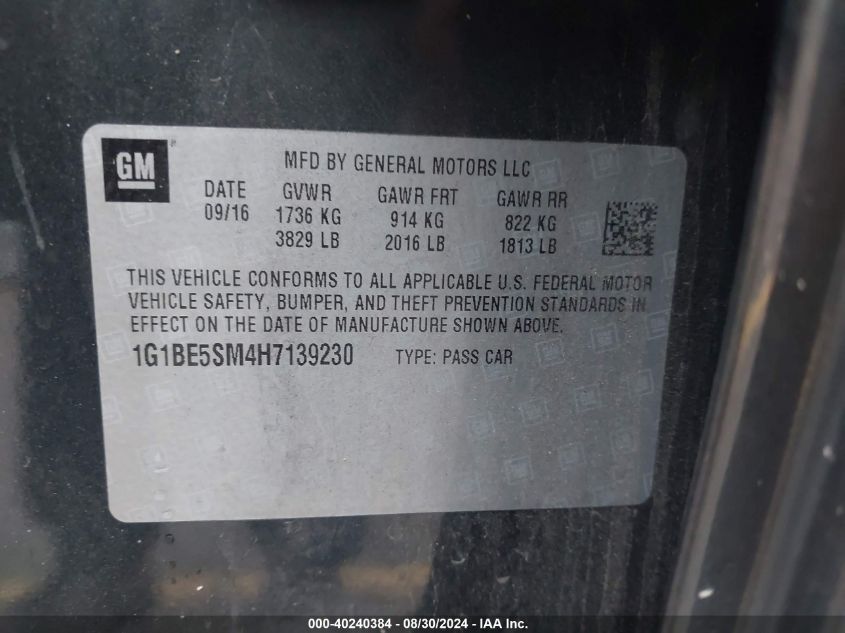 GM
MFD BY GENERAL MOTORS LLC
DATE GVWR GAWR FRT GAWR RR
09/16 1736 KG 914 KG 822 KG
3829 LB 2016 LB 1813 LB
THIS VEHICLE CONFORMS TO ALL APPLICABLE U.S. FEDERAL MOTOR
VEHICLE SAFETY, BUMPER, AND THEFT PREVENTION STANDARDS IN
EFFECT ON THE DATE OF MANUFACTURE SHOWN ABOVE.
1G1BE5SM4H7139230 TYPE: PASS CAR
000-40240384 - 08/30/2024 - IAA Inc.